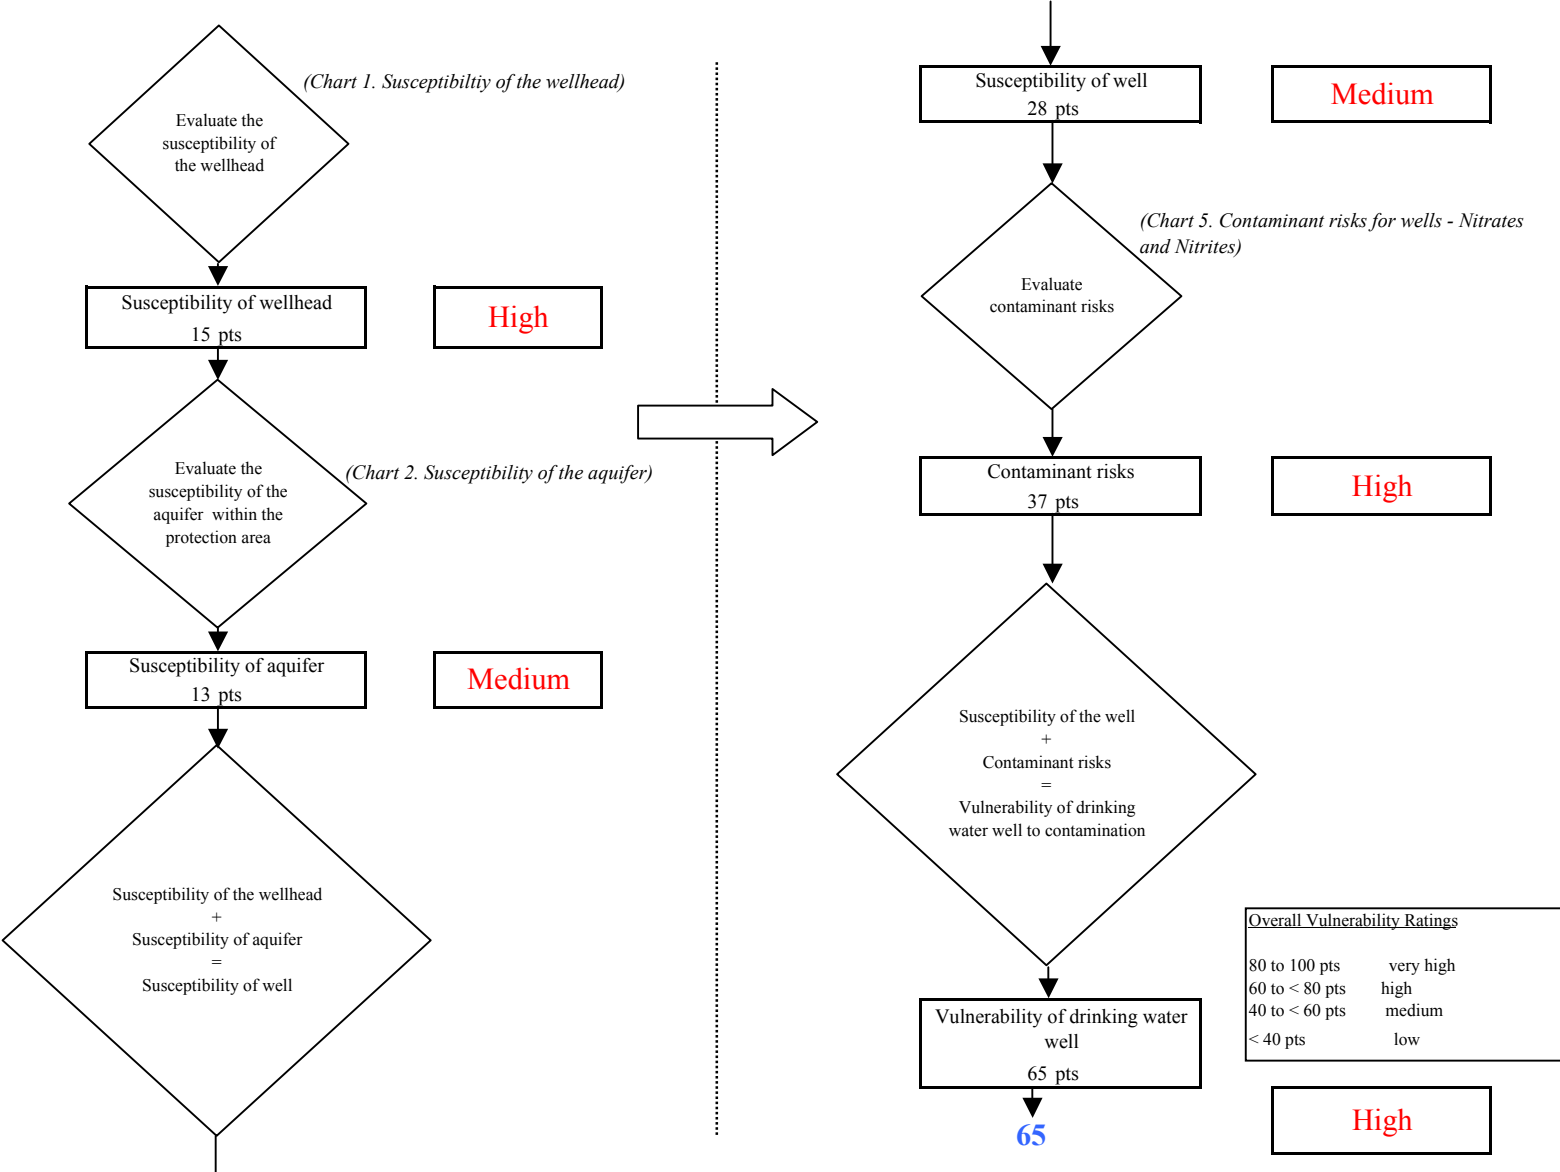 (Chart 1. Susceptibiltiy of the wellhead)
Evaluate the
susceptibility of
the wellhead
Susceptibility of wellhead
15 pts
High
(Chart 2. Susceptibility of the aquifer)
Evaluate the
susceptibility of the
aquifer within the
protection area
Susceptibility of aquifer
13 pts
Medium
Susceptibility of the wellhead
+
Susceptibility of aquifer
=
Susceptibility of well
Susceptibility of well
28 pts
Medium
(Chart 5. Contaminant risks for wells - Nitrates
and Nitrites)
Evaluate
contaminant risks
Contaminant risks
37 pts
High
Susceptibility of the well
+
Contaminant risks
=
Vulnerability of drinking
water well to contamination
Overall Vulnerability Ratings
80 to 100 pts very high
60 to < 80 pts high
40 to < 60 pts medium
< 40 pts low
Vulnerability of drinking water
well
65 pts
65
High